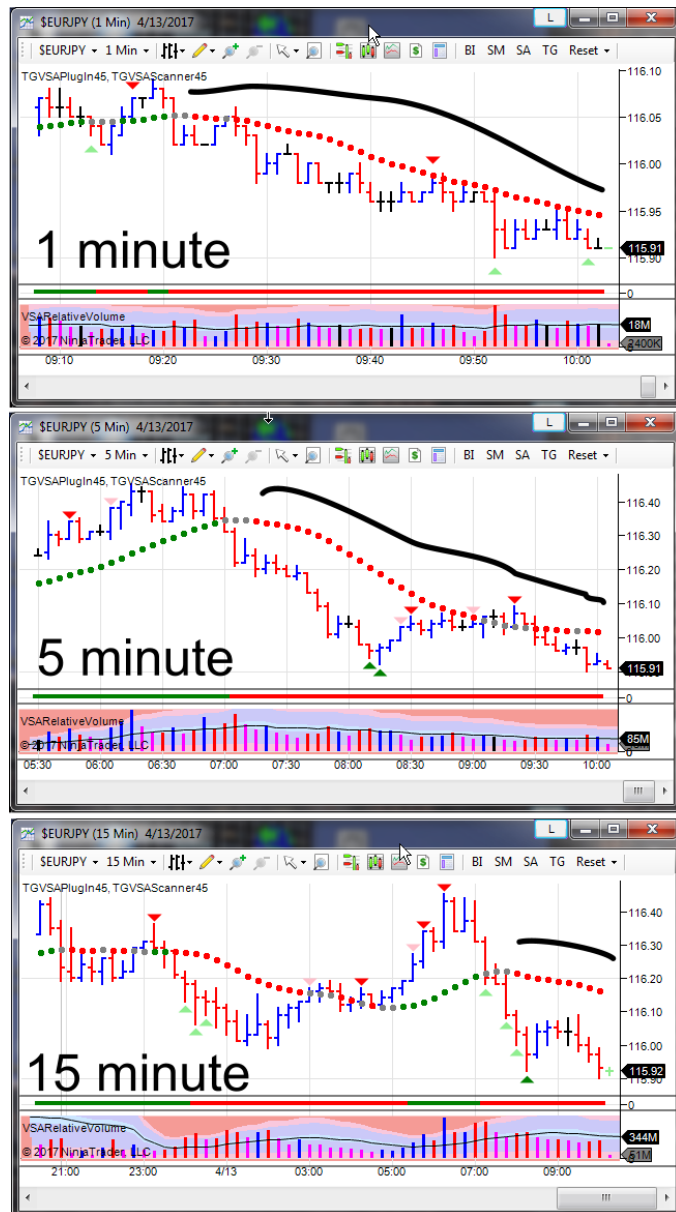 $EURJPY (1 Min) 4/13/2017
L
$EURJPY 1 Min BI SM SA TG Reset
TGVSAPlugIn45, TGVSAScanner45
116.10
116.05
116.00
115.95
115.91
115.90
1 minute
0
VSARelativeVolume
18M
2400K
© 2017 NinjaTrader, LLC
09:10 09:20 09:30 09:40 09:50 10:00
$EURJPY (5 Min) 4/13/2017
L
$EURJPY 5 Min BI SM SA TG Reset
TGVSAPlugIn45, TGVSAScanner45
116.40
116.30
116.20
116.10
116.00
115.91
5 minute
0
VSARelativeVolume
85M
© 2017 NinjaTrader, LLC
05:30 06:00 06:30 07:00 07:30 08:00 08:30 09:00 09:30 10:00
$EURJPY (15 Min) 4/13/2017
L
$EURJPY 15 Min BI SM SA TG Reset
TGVSAPlugIn45, TGVSAScanner45
116.40
116.30
116.20
116.10
116.00
115.92
115.90
15 minute
0
VSARelativeVolume
344M
51M
© 2017 NinjaTrader, LLC
21:00 23:00 4/13 03:00 05:00 07:00 09:00